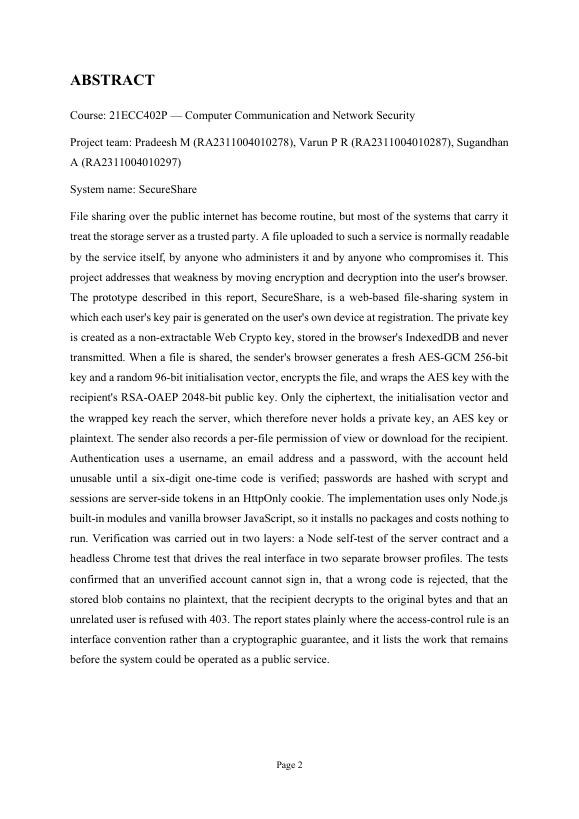 ABSTRACT
Course: 21ECC402P — Computer Communication and Network Security
Project team: Pradeesh M (RA2311004010278), Varun P R (RA2311004010287), Sugandhan
A (RA2311004010297)
System name: SecureShare
File sharing over the public internet has become routine, but most of the systems that carry it
treat the storage server as a trusted party. A file uploaded to such a service is normally readable
by the service itself, by anyone who administers it and by anyone who compromises it. This
project addresses that weakness by moving encryption and decryption into the user's browser.
The prototype described in this report, SecureShare, is a web-based file-sharing system in
which each user's key pair is generated on the user's own device at registration. The private key
is created as a non-extractable Web Crypto key, stored in the browser's IndexedDB and never
transmitted. When a file is shared, the sender's browser generates a fresh AES-GCM 256-bit
key and a random 96-bit initialisation vector, encrypts the file, and wraps the AES key with the
recipient's RSA-OAEP 2048-bit public key. Only the ciphertext, the initialisation vector and
the wrapped key reach the server, which therefore never holds a private key, an AES key or
plaintext. The sender also records a per-file permission of view or download for the recipient.
Authentication uses a username, an email address and a password, with the account held
unusable until a six-digit one-time code is verified; passwords are hashed with scrypt and
sessions are server-side tokens in an HttpOnly cookie. The implementation uses only Node.js
built-in modules and vanilla browser JavaScript, so it installs no packages and costs nothing to
run. Verification was carried out in two layers: a Node self-test of the server contract and a
headless Chrome test that drives the real interface in two separate browser profiles. The tests
confirmed that an unverified account cannot sign in, that a wrong code is rejected, that the
stored blob contains no plaintext, that the recipient decrypts to the original bytes and that an
unrelated user is refused with 403. The report states plainly where the access-control rule is an
interface convention rather than a cryptographic guarantee, and it lists the work that remains
before the system could be operated as a public service.
Page 2